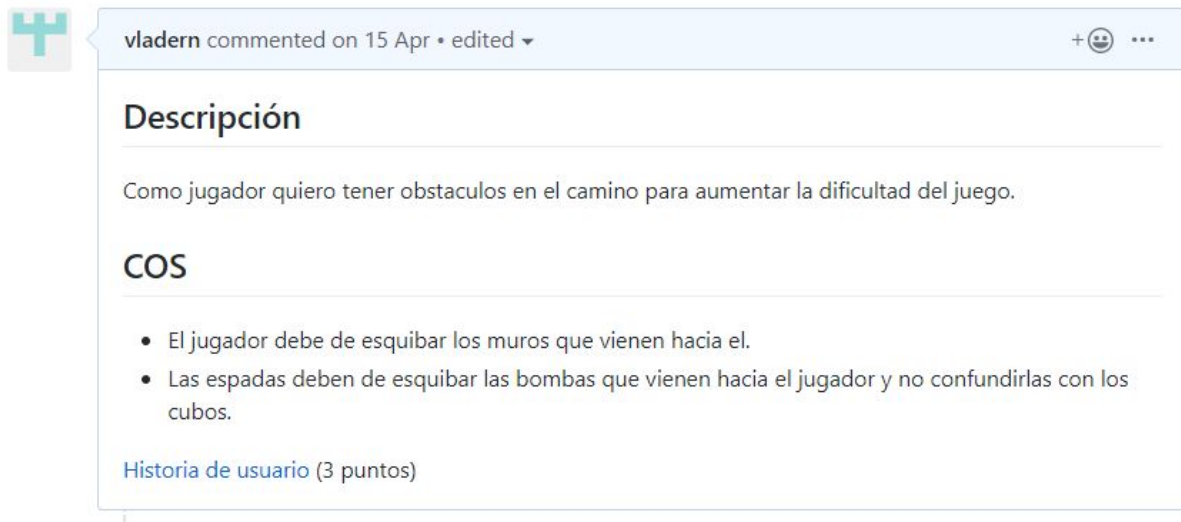 vladern commented on 15 Apr • edited
Descripción
Como jugador quiero tener obstaculos en el camino para aumentar la dificultad del juego.
COS
• El jugador debe de esquibar los muros que vienen hacia el.
• Las espadas deben de esquibar las bombas que vienen hacia el jugador y no confundirlas con los
cubos.
Historia de usuario (3 puntos)